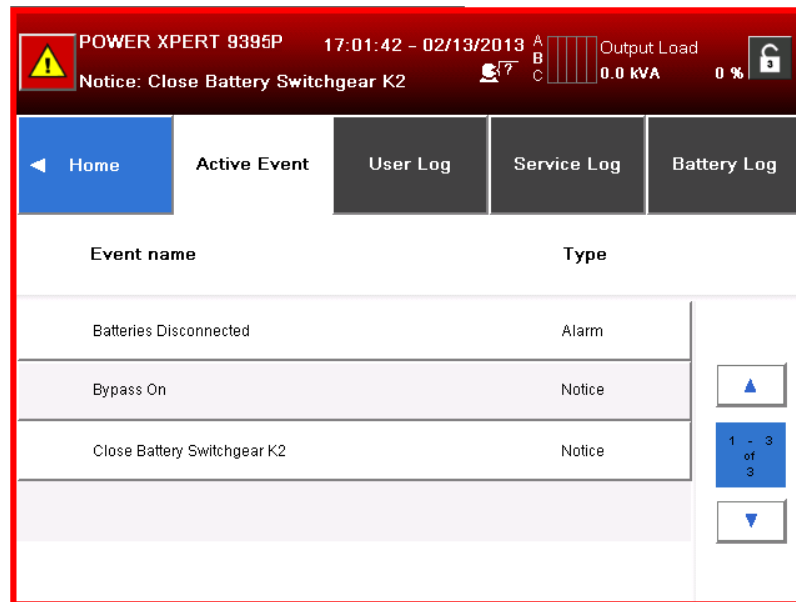 POWER XPERT 9395P 17:01:42 - 02/13/2013 A Output Load
B
Notice: Close Battery Switchgear K2 ? C 0.0 kVA 0 % 3
Home Active Event User Log Service Log Battery Log
Event name Type
Batteries Disconnected Alarm
Bypass On Notice
Close Battery Switchgear K2 Notice
1 - 3
of
3